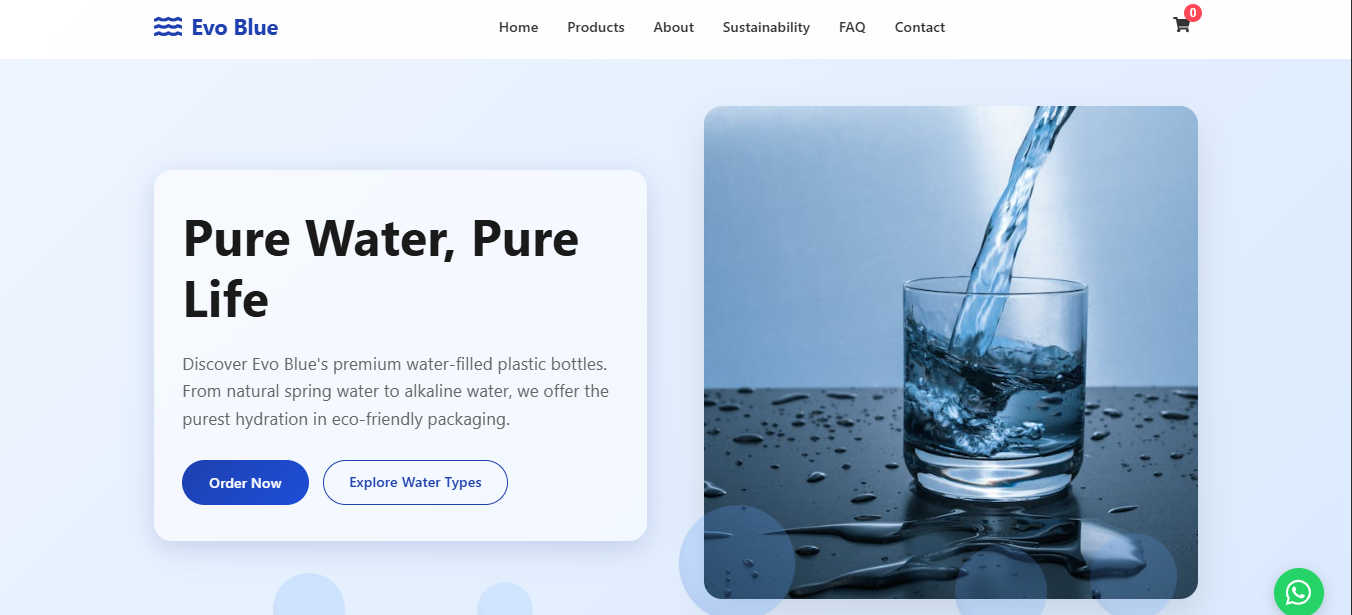 Evo Blue
Home Products About Sustainability FAQ Contact
0
Pure Water, Pure
Life
Discover Evo Blue's premium water-filled plastic bottles.
From natural spring water to alkaline water, we offer the
purest hydration in eco-friendly packaging.
Order Now
Explore Water Types